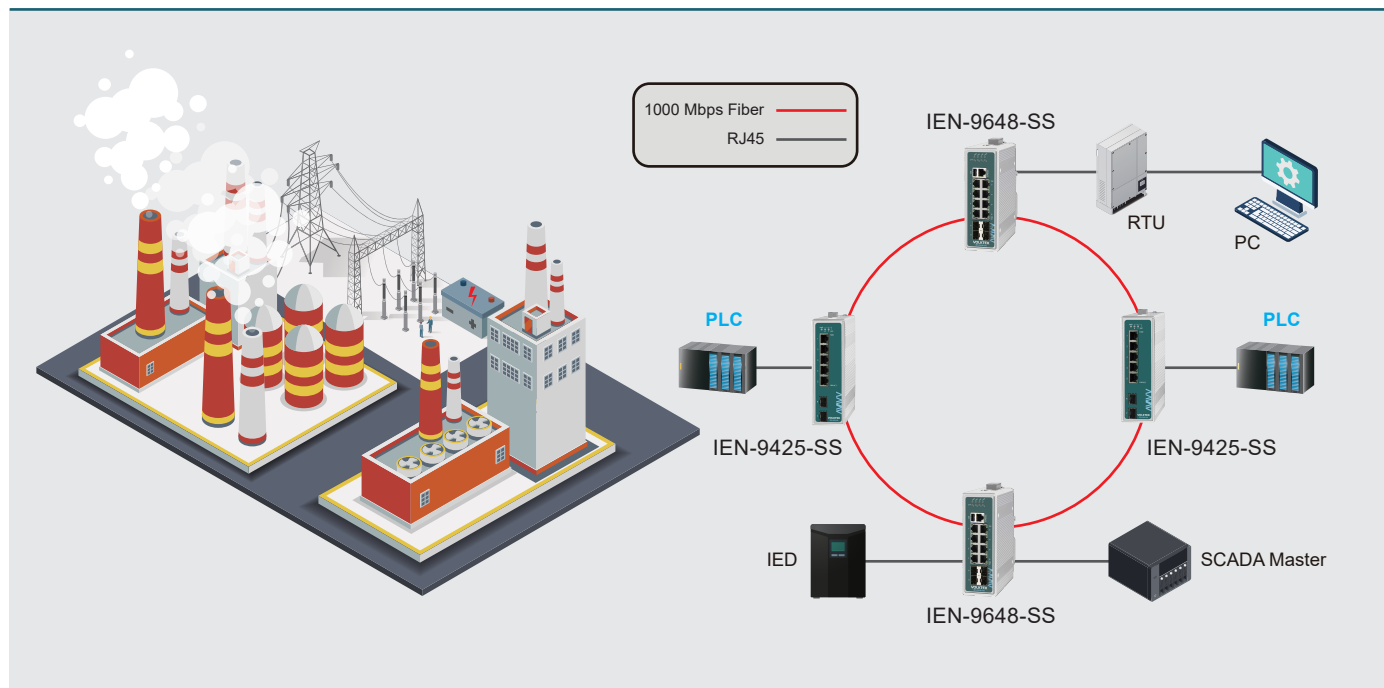 1000 Mbps Fiber
RJ45
IEN-9648-SS
RTU
PC
PLC
PLC
IEN-9425-SS
IEN-9425-SS
IED
SCADA Master
IEN-9648-SS